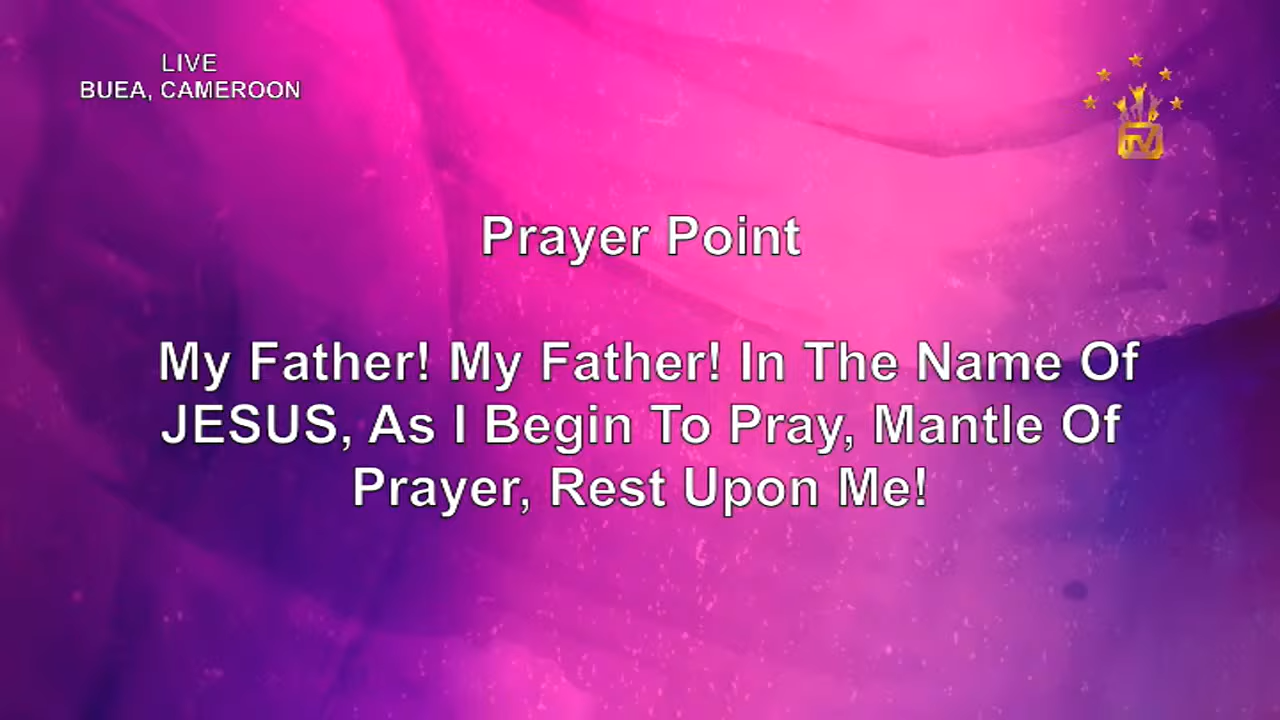 LIVE
BUEA, CAMEROON
TV
Prayer Point
My Father! My Father! In The Name Of
JESUS, As I Begin To Pray, Mantle Of
Prayer, Rest Upon Me!